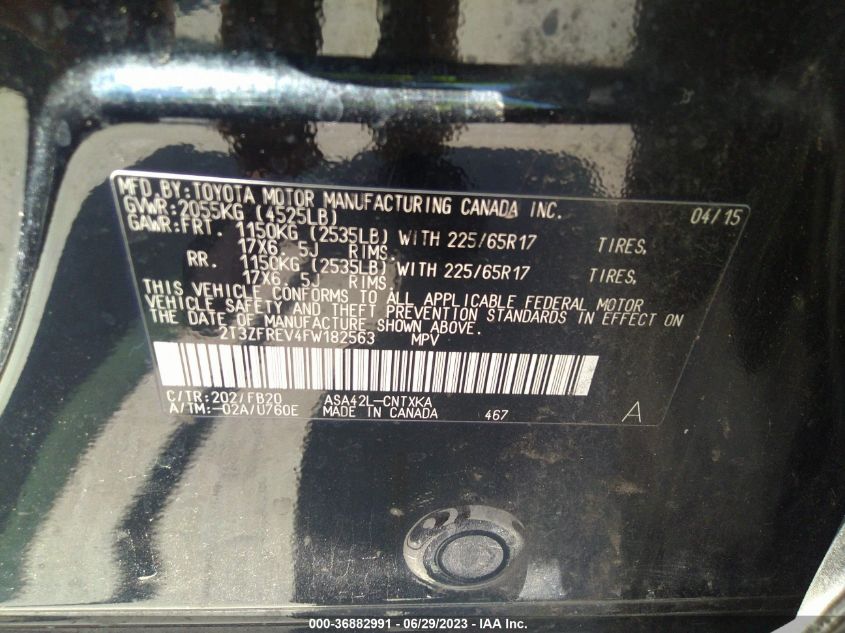 MFD.BY:TOYOTA MOTOR MANUFACTURING CANADA INC. 04/15
GVWR:2055KG (4525LB)
GAWR:FRT. 1150KG (2535LB) WITH 225/65R17 TIRES,
17X6. 5J RIMS.
RR. 1150KG (2535LB) WITH 225/65R17 TIRES,
17X6. 5J RIMS.
THIS VEHICLE CONFORMS TO ALL APPLICABLE FEDERAL MOTOR
VEHICLE SAFETY AND THEFT PREVENTION STANDARDS IN EFFECT ON
THE DATE OF MANUFACTURE SHOWN ABOVE.
2T3ZFREV4FW182563 MPV
C/TR:202/FB20 ASA42L-CNTXKA
A/TM:-02A/U760E MADE IN CANADA 467 A
000-36882991 - 06/29/2023 - IAA Inc.